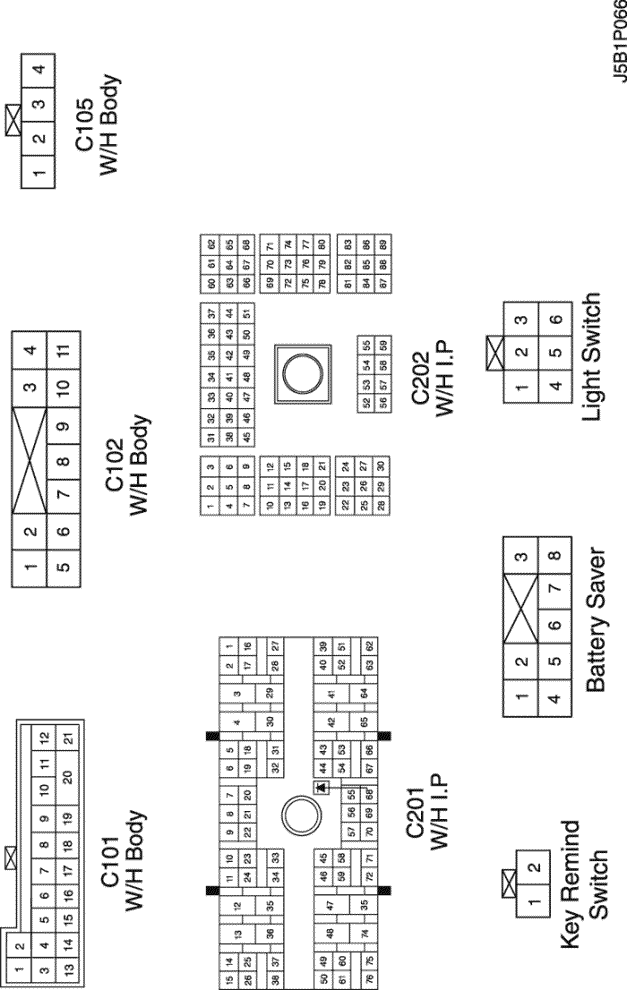 1 2
3 4 5 6 7 8 9 10 11 12
13 14 15 16 17 18 19 20 21
C101
W/H Body
1 2 3 4
5 6 7 8 9 10 11
C102
W/H Body
1 2 3 4
C105
W/H Body
15 14 13 12 11 10 9 8 7 6 5 4 3 2 1
26 25 24 23 22 21 20 19 18 17 16
38 37 36 35 34 33 32 31 30 29 28 27
50 49 48 47 46 45 44 43 42 41 40 39
61 60 59 58 57 56 55 54 53 52 51
76 75 74 35 72 71 70 69 68 67 66 65 64 63 62
C201
W/H I.P
1 2 3 31 32 33 34 35 36 37 60 61 62
4 5 6 38 39 40 41 42 43 44 63 64 65
7 8 9 45 46 47 48 49 50 51 66 67 68
10 11 12 69 70 71
13 14 15 72 73 74
16 17 18 75 76 77
19 20 21 78 79 80
22 23 24 81 82 83
25 26 27 52 53 54 55 84 85 86
28 29 30 56 57 58 59 87 88 89
C202
W/H I.P
1 2
Key Remind
Switch
1 2 3
4 5 6 7 8
Battery Saver
1 2 3
4 5 6
Light Switch
J5B1P066